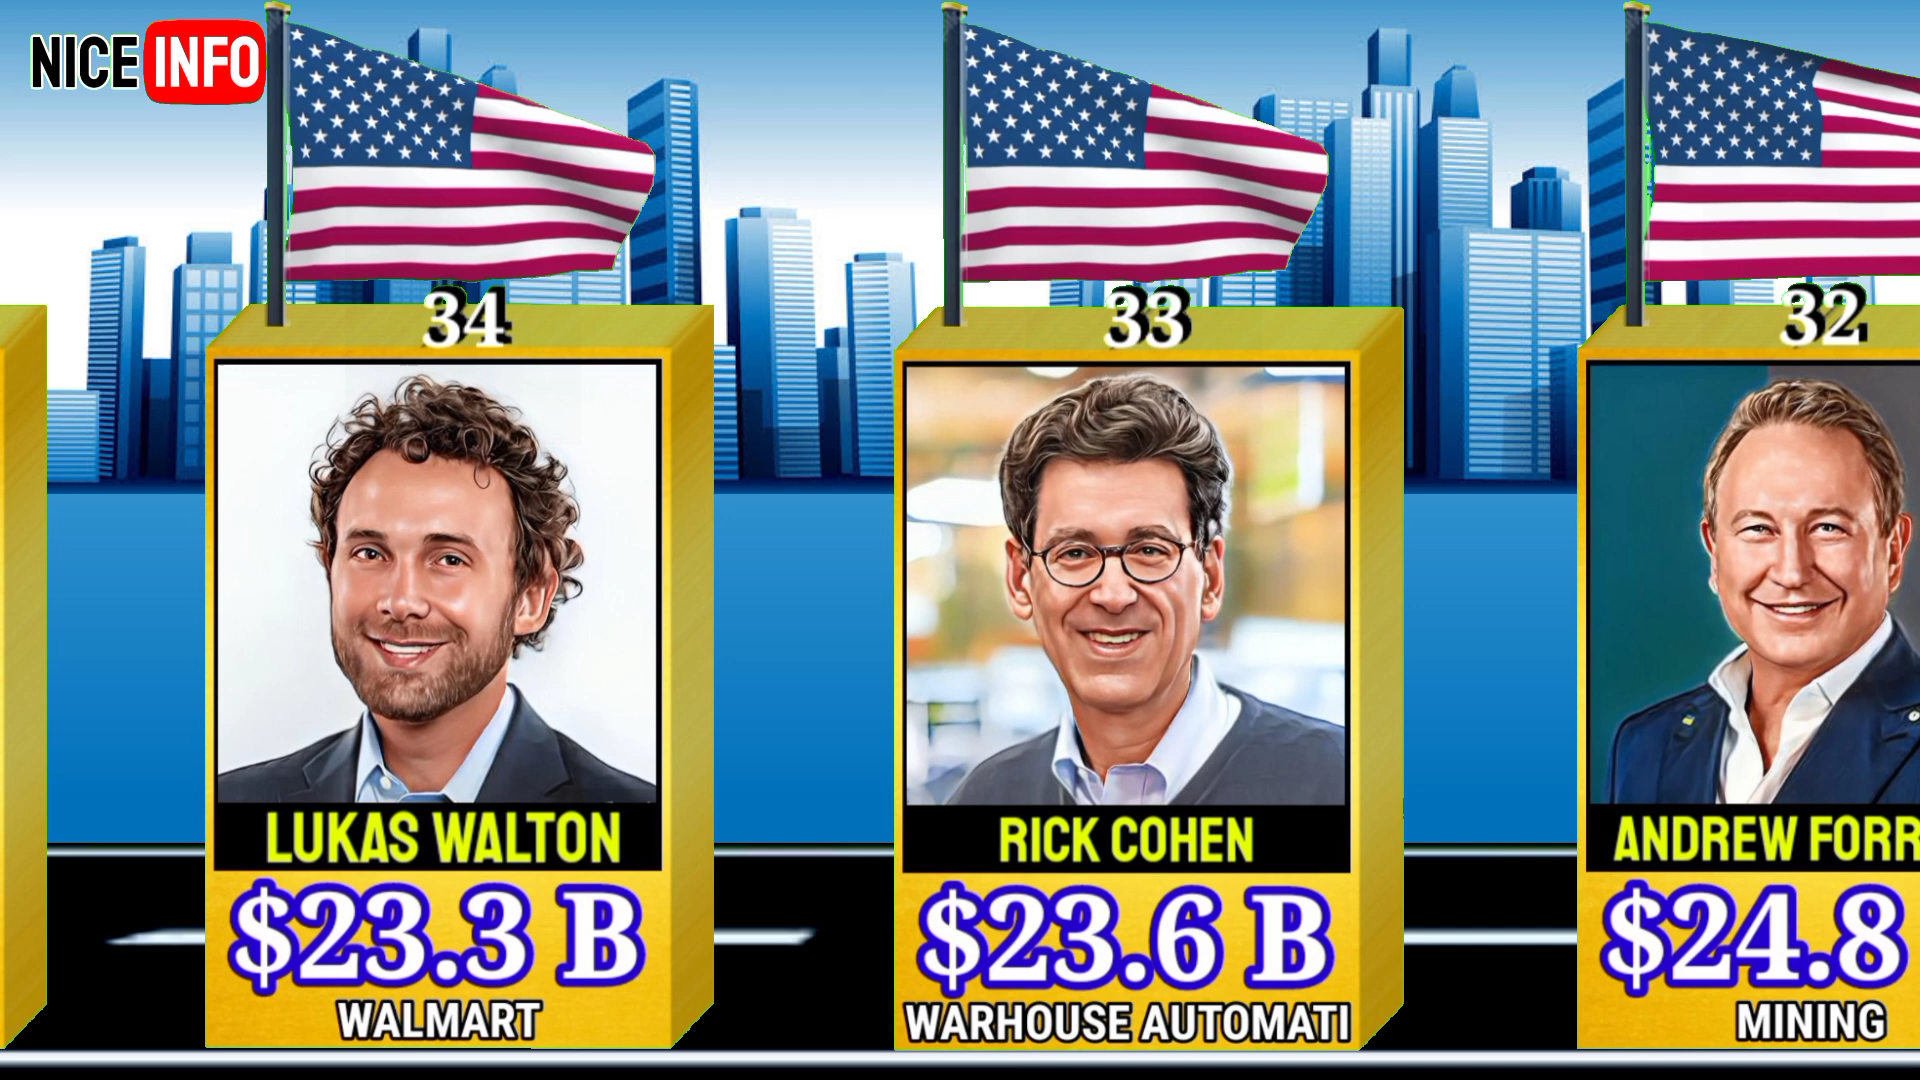 NICE INFO
34
LUKAS WALTON
$23.3 B
WALMART
33
RICK COHEN
$23.6 B
WARHOUSE AUTOMATI
32
ANDREW FORR
$24.8
MINING